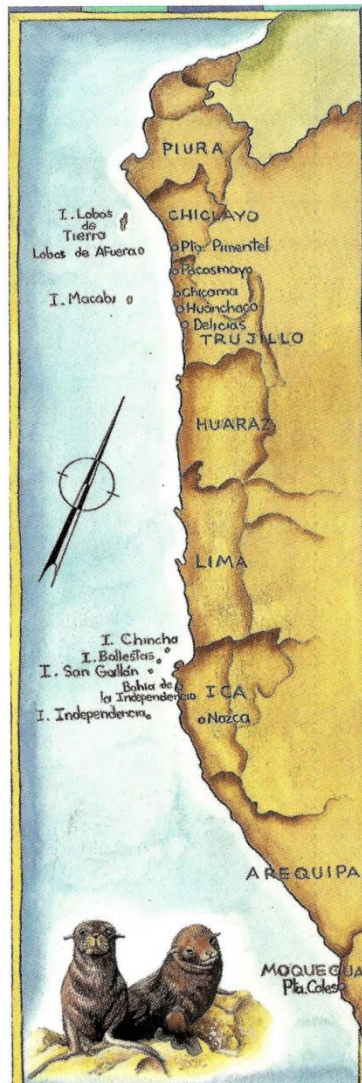 PIURA
I. Lobos
de
Tierra
CHICLAYO
Lobos de Afuera
Pto. Pimentel
Pacasmayo
I. Macabi
Chicama
Huanchaco
Delicias
TRUJILLO
HUARAZ
LIMA
I. Chincha
I. Ballestas
I. San Gallán
Bahia de
la Independencia
ICA
I. Independencia
Nazca
AREQUIPA
MOQUEGUA
Pta. Coles